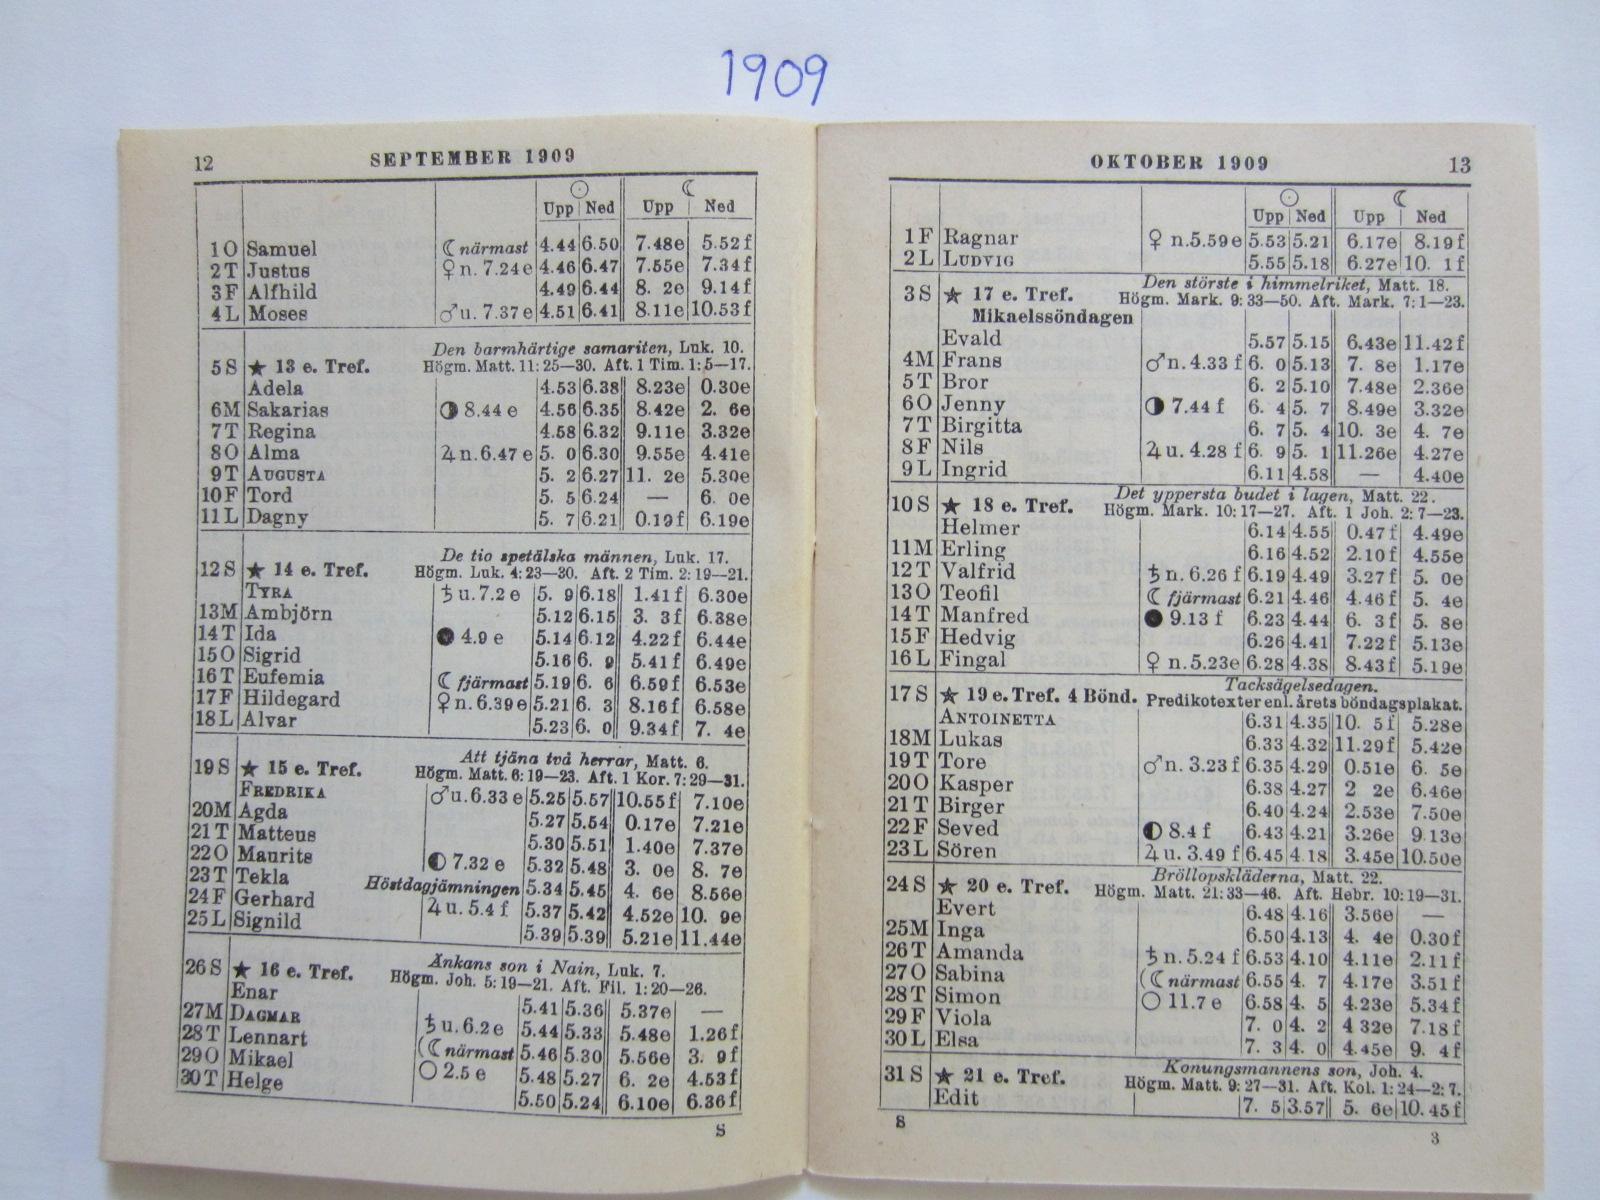 1909
12 SEPTEMBER 1909
☉ ☾
Upp Ned Upp Ned
1 O Samuel ☾ närmast 4.44 6.50 7.48e 5.52f
2 T Justus ♀ n. 7.24 e 4.46 6.47 7.55e 7.34f
3 F Alfhild 4.49 6.44 8. 2e 9.14f
4 L Moses ♂ u. 7.37 e 4.51 6.41 8.11e 10.53f
Den barmhärtige samariten, Luk. 10.
5 S ★ 13 e. Tref. Högm. Matt. 11: 25—30. Aft. 1 Tim. 1: 5—17.
Adela 4.53 6.38 8.23e 0.30e
6 M Sakarias ◑ 8.44 e 4.56 6.35 8.42e 2. 6e
7 T Regina 4.58 6.32 9.11e 3.32e
8 O Alma ♃ n. 6.47 e 5. 0 6.30 9.55e 4.41e
9 T AUGUSTA 5. 2 6.27 11. 2e 5.30e
10 F Tord 5. 5 6.24 — 6. 0e
11 L Dagny 5. 7 6.21 0.19f 6.19e
De tio spetälska männen, Luk. 17.
12 S ★ 14 e. Tref. Högm. Luk. 4: 23—30. Aft. 2 Tim. 2: 19—21.
TYRA ♄ u. 7.2 e 5. 9 6.18 1.41f 6.30e
13 M Ambjörn 5.12 6.15 3. 3f 6.38e
14 T Ida ● 4.9 e 5.14 6.12 4.22f 6.44e
15 O Sigrid 5.16 6. 9 5.41f 6.49e
16 T Eufemia ☾ fjärmast 5.19 6. 6 6.59f 6.53e
17 F Hildegard ♀ n. 6.39 e 5.21 6. 3 8.16f 6.58e
18 L Alvar 5.23 6. 0 9.34f 7. 4e
Att tjäna två herrar, Matt. 6.
19 S ★ 15 e. Tref. Högm. Matt. 6: 19—23. Aft. 1 Kor. 7: 29—31.
FREDRIKA ♂ u. 6.33 e 5.25 5.57 10.55f 7.10e
20 M Agda 5.27 5.54 0.17e 7.21e
21 T Matteus 5.30 5.51 1.40e 7.37e
22 O Maurits ◐ 7.32 e 5.32 5.48 3. 0e 8. 7e
23 T Tekla Höstdagjämningen 5.34 5.45 4. 6e 8.56e
24 F Gerhard ♃ u. 5.4 f 5.37 5.42 4.52e 10. 9e
25 L Signild 5.39 5.39 5.21e 11.44e
Änkans son i Nain, Luk. 7.
26 S ★ 16 e. Tref. Högm. Joh. 5: 19—21. Aft. Fil. 1: 20—26.
Enar 5.41 5.36 5.37e —
27 M DAGMAR ♄ u. 6.2 e 5.44 5.33 5.48e 1.26f
28 T Lennart (☾ närmast 5.46 5.30 5.56e 3. 9f
29 O Mikael ○ 2.5 e 5.48 5.27 6. 2e 4.53f
30 T Helge 5.50 5.24 6.10e 6.36f
S
OKTOBER 1909 13
☉ ☾
Upp Ned Upp Ned
1 F Ragnar ♀ n. 5.59 e 5.53 5.21 6.17e 8.19f
2 L LUDVIG 5.55 5.18 6.27e 10. 1f
Den störste i himmelriket, Matt. 18.
3 S ★ 17 e. Tref. Högm. Mark. 9: 33—50. Aft. Mark. 7: 1—23.
Mikaelssöndagen
Evald 5.57 5.15 6.43e 11.42f
4 M Frans ♂ n. 4.33 f 6. 0 5.13 7. 8e 1.17e
5 T Bror 6. 2 5.10 7.48e 2.36e
6 O Jenny ◑ 7.44 f 6. 4 5. 7 8.49e 3.32e
7 T Birgitta 6. 7 5. 4 10. 3e 4. 7e
8 F Nils ♃ u. 4.28 f 6. 9 5. 1 11.26e 4.27e
9 L Ingrid 6.11 4.58 — 4.40e
Det yppersta budet i lagen, Matt. 22.
10 S ★ 18 e. Tref. Högm. Mark. 10: 17—27. Aft. 1 Joh. 2: 7—23.
Helmer 6.14 4.55 0.47f 4.49e
11 M Erling 6.16 4.52 2.10f 4.55e
12 T Valfrid ♄ n. 6.26 f 6.19 4.49 3.27f 5. 0e
13 O Teofil ☾ fjärmast 6.21 4.46 4.46f 5. 4e
14 T Manfred ● 9.13 f 6.23 4.44 6. 3f 5. 8e
15 F Hedvig 6.26 4.41 7.22f 5.13e
16 L Fingal ♀ n. 5.23 e 6.28 4.38 8.43f 5.19e
Tacksägelsedagen.
17 S ★ 19 e. Tref. 4 Bönd. Predikotexter enl. årets böndagsplakat.
ANTOINETTA 6.31 4.35 10. 5f 5.28e
18 M Lukas 6.33 4.32 11.29f 5.42e
19 T Tore ♂ n. 3.23 f 6.35 4.29 0.51e 6. 5e
20 O Kasper 6.38 4.27 2 2e 6.46e
21 T Birger 6.40 4.24 2.53e 7.50e
22 F Seved ◐ 8.4 f 6.43 4.21 3.26e 9.13e
23 L Sören ♃ u. 3.49 f 6.45 4.18 3.45e 10.50e
Bröllopskläderna, Matt. 22.
24 S ★ 20 e. Tref. Högm. Matt. 21: 33—46. Aft. Hebr. 10: 19—31.
Evert 6.48 4.16 3.56e —
25 M Inga 6.50 4.13 4. 4e 0.30f
26 T Amanda ♄ n. 5.24 f 6.53 4.10 4.11e 2.11f
27 O Sabina (☾ närmast 6.55 4. 7 4.17e 3.51f
28 T Simon ○ 11.7 e 6.58 4. 5 4.23e 5.34f
29 F Viola 7. 0 4. 2 4 32e 7.18f
30 L Elsa 7. 3 4. 0 4.45e 9. 4f
Konungsmannens son, Joh. 4.
31 S ★ 21 e. Tref. Högm. Matt. 9: 27—31. Aft. Kol. 1: 24—2: 7.
Edit 7. 5 3.57 5. 6e 10.45f
S 3